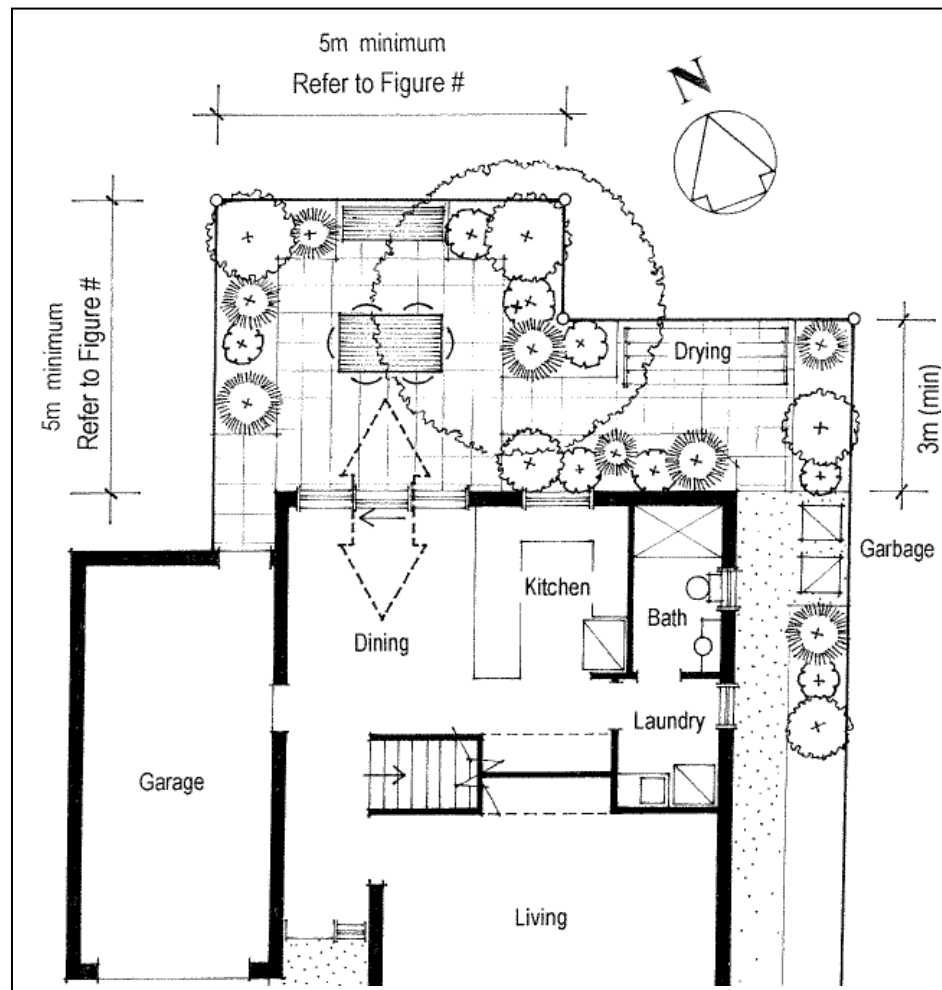 5m minimum
Refer to Figure #
N
5m minimum
Refer to Figure #
Drying
3m (min)
Garbage
Kitchen
Bath
Dining
Laundry
Garage
Living